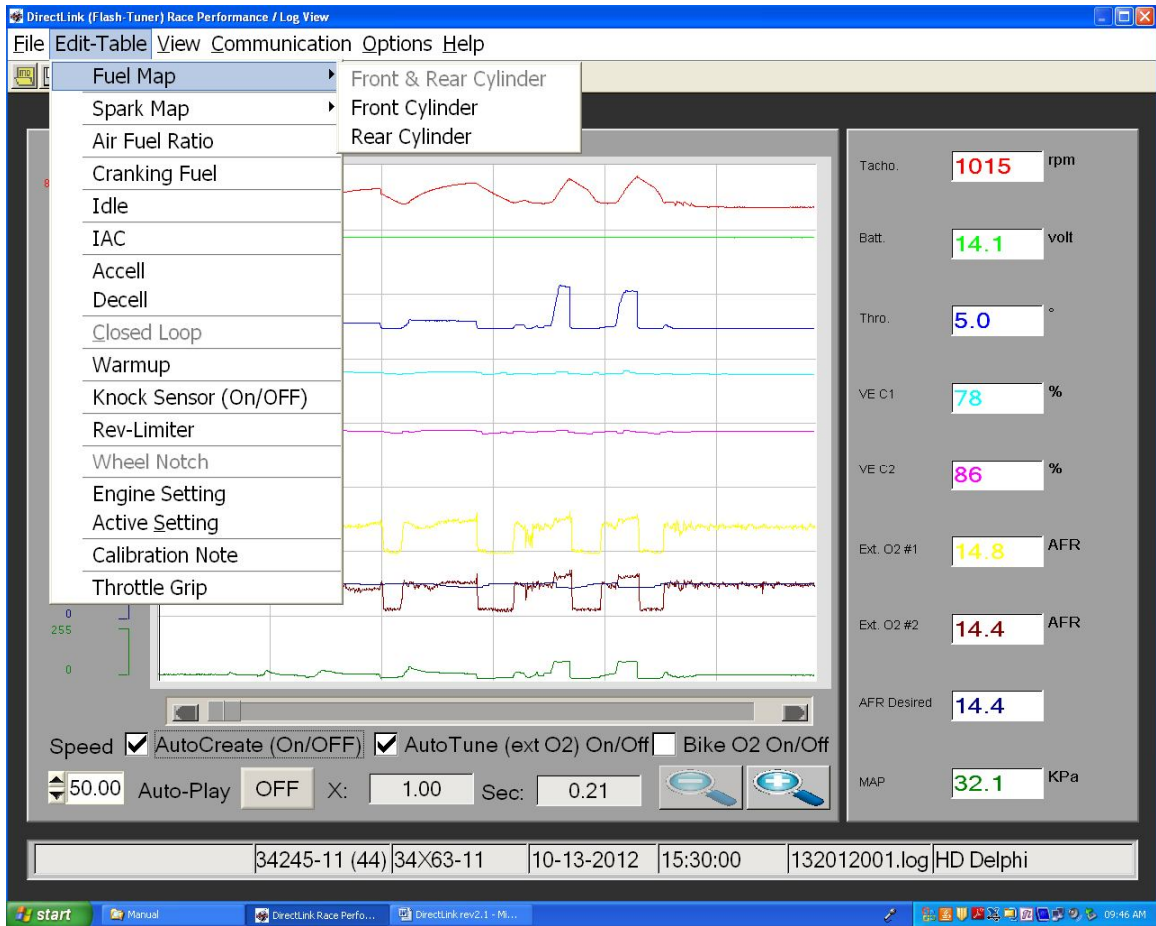 DirectLink (Flash-Tuner) Race Performance / Log View
File Edit-Table View Communication Options Help
Fuel Map
Front & Rear Cylinder
Spark Map
Front Cylinder
Air Fuel Ratio
Rear Cylinder
Cranking Fuel
Idle
IAC
Accell
Decell
Closed Loop
Warmup
Knock Sensor (On/OFF)
Rev-Limiter
Wheel Notch
Engine Setting
Active Setting
Calibration Note
Throttle Grip
8
0
255
0
Tacho. 1015 rpm
Batt. 14.1 volt
Thro. 5.0 °
VE C1 78 %
VE C2 86 %
Ext. O2 #1 14.8 AFR
Ext. O2 #2 14.4 AFR
AFR Desired 14.4
MAP 32.1 KPa
Speed AutoCreate (On/OFF) AutoTune (ext O2) On/Off Bike O2 On/Off
50.00 Auto-Play OFF X: 1.00 Sec: 0.21
34245-11 (44) 34X63-11 10-13-2012 15:30:00 132012001.log HD Delphi
start Manual DirectLink Race Perfo... DirectLink rev2.1 - Mi... 09:46 AM